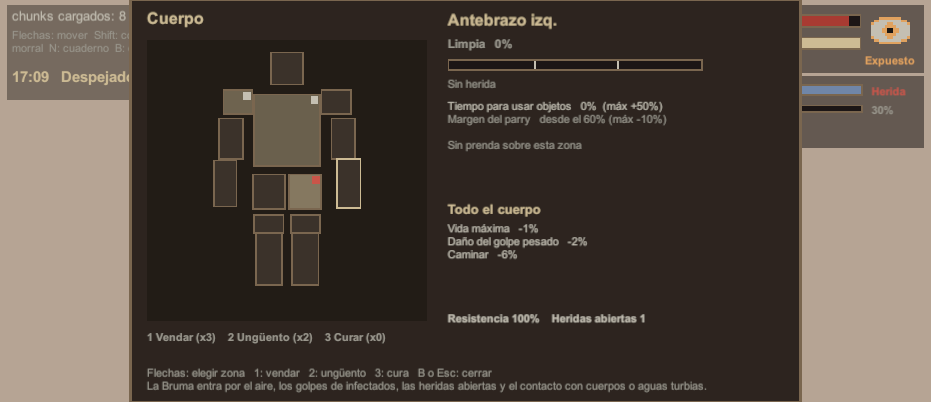 chunks cargados: 8
Flechas: mover Shift: c
morral N: cuaderno B:
17:09 Despejado
Cuerpo
1 Vendar (x3) 2 Ungüento (x2) 3 Curar (x0)
Antebrazo izq.
Limpia 0%
Sin herida
Tiempo para usar objetos 0% (máx +50%)
Margen del parry desde el 60% (máx -10%)
Sin prenda sobre esta zona
Todo el cuerpo
Vida máxima -1%
Daño del golpe pesado -2%
Caminar -6%
Resistencia 100% Heridas abiertas 1
Flechas: elegir zona 1: vendar 2: ungüento 3: cura B o Esc: cerrar
La Bruma entra por el aire, los golpes de infectados, las heridas abiertas y el contacto con cuerpos o aguas turbias.
Expuesto
Herida
30%